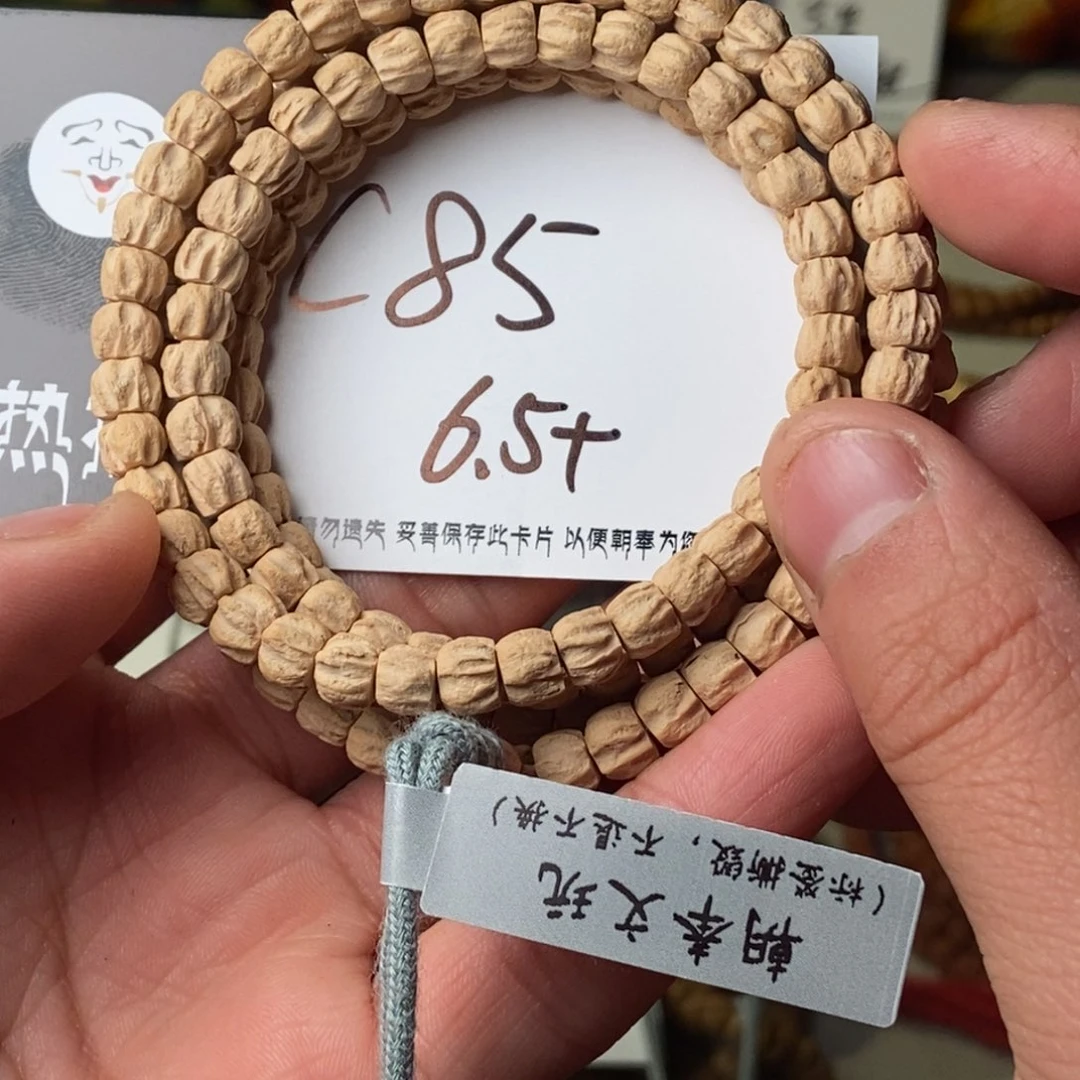 C85
6.5+
勿遗失 妥善保存此卡片 以便朝奉为您
热
朝奉文玩
（标签撕毁，不退不换）